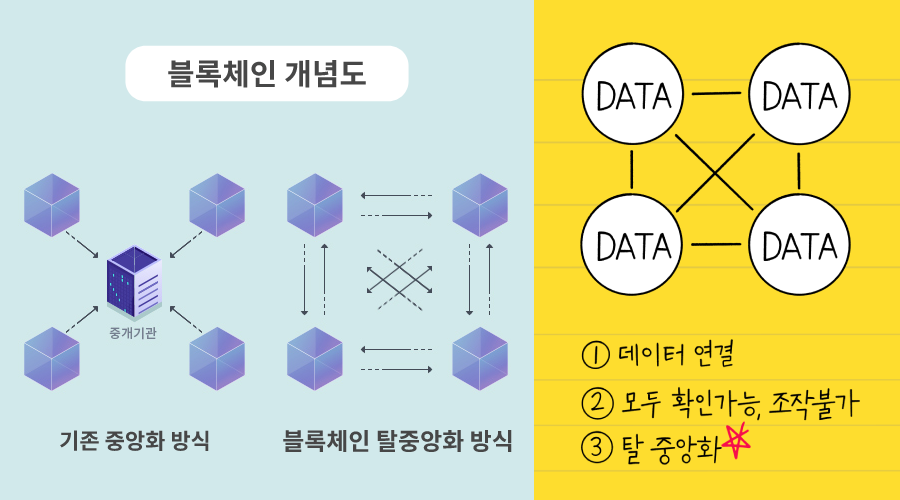 블록체인 개념도
중개기관
기존 중앙화 방식
블록체인 탈중앙화 방식
DATA
DATA
DATA
DATA
① 데이터 연결
② 모두 확인가능, 조작불가
③ 탈 중앙화